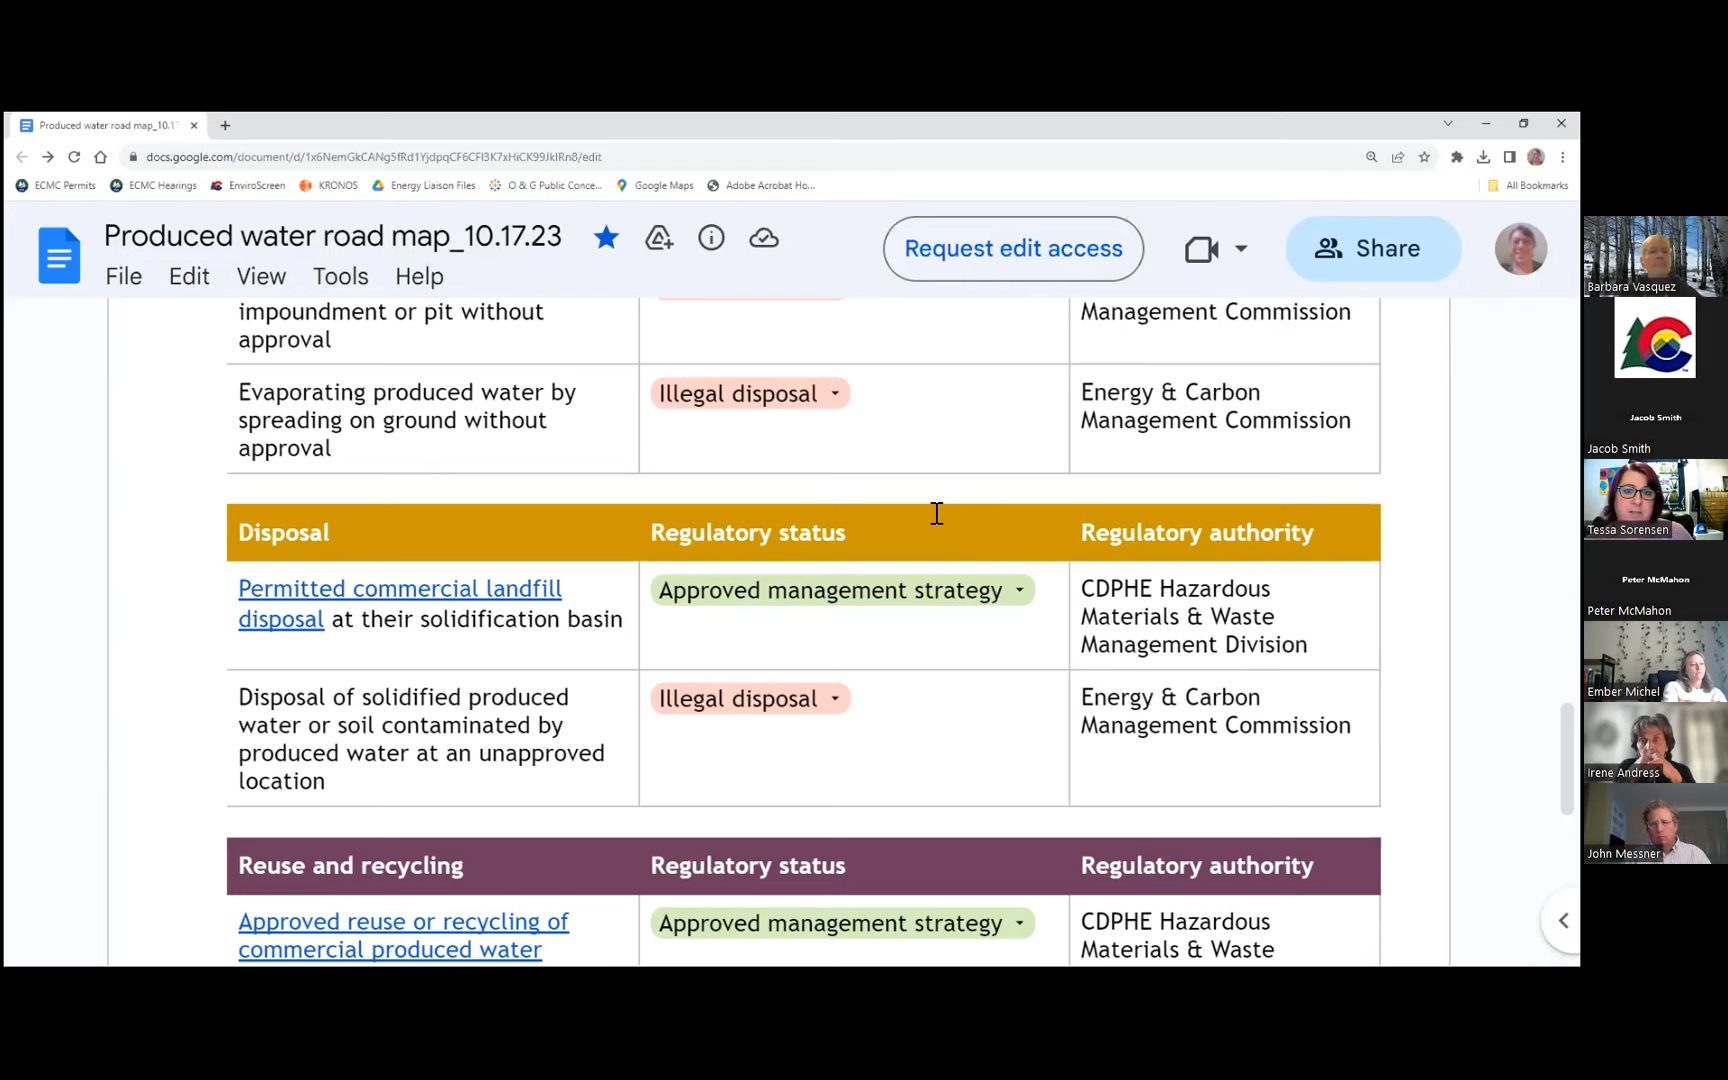 Produced water road map_10.1
docs.google.com/document/d/1x6NemGkCANg5fRd1YjdpqCF6CFI3K7xHiCK99JkIRn8/edit
ECMC Permits ECMC Hearings EnviroScreen KRONOS Energy Liaison Files O & G Public Conce... Google Maps Adobe Acrobat Ho... All Bookmarks
Produced water road map_10.17.23
Request edit access
Share
File Edit View Tools Help
impoundment or pit without
approval
Management Commission
Evaporating produced water by
spreading on ground without
approval
Illegal disposal
Energy & Carbon
Management Commission
Disposal Regulatory status Regulatory authority
Permitted commercial landfill
disposal at their solidification basin
Approved management strategy
CDPHE Hazardous
Materials & Waste
Management Division
Disposal of solidified produced
water or soil contaminated by
produced water at an unapproved
location
Illegal disposal
Energy & Carbon
Management Commission
Reuse and recycling Regulatory status Regulatory authority
Approved reuse or recycling of
commercial produced water
Approved management strategy
CDPHE Hazardous
Materials & Waste
Barbara Vasquez
Jacob Smith
Jacob Smith
Tessa Sorensen
Peter McMahon
Peter McMahon
Ember Michel
Irene Andress
John Messner